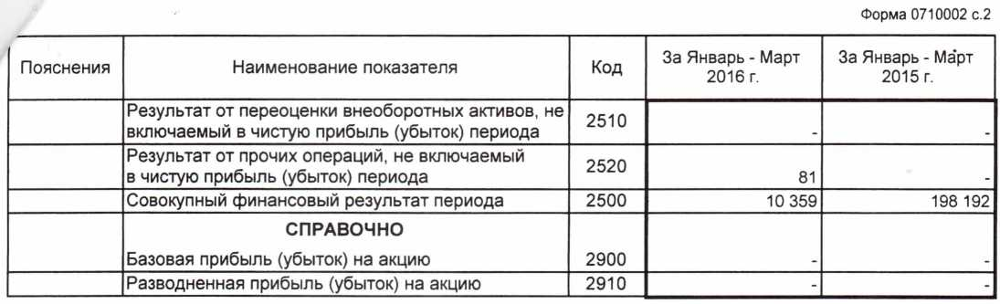 Форма 0710002 с.2
Пояснения Наименование показателя Код За Январь - Март 2016 г. За Январь - Март 2015 г.
Результат от переоценки внеоборотных активов, не
включаемый в чистую прибыль (убыток) периода 2510 - -
Результат от прочих операций, не включаемый
в чистую прибыль (убыток) периода 2520 81 -
Совокупный финансовый результат периода 2500 10 359 198 192
СПРАВОЧНО
Базовая прибыль (убыток) на акцию 2900 - -
Разводненная прибыль (убыток) на акцию 2910 - -